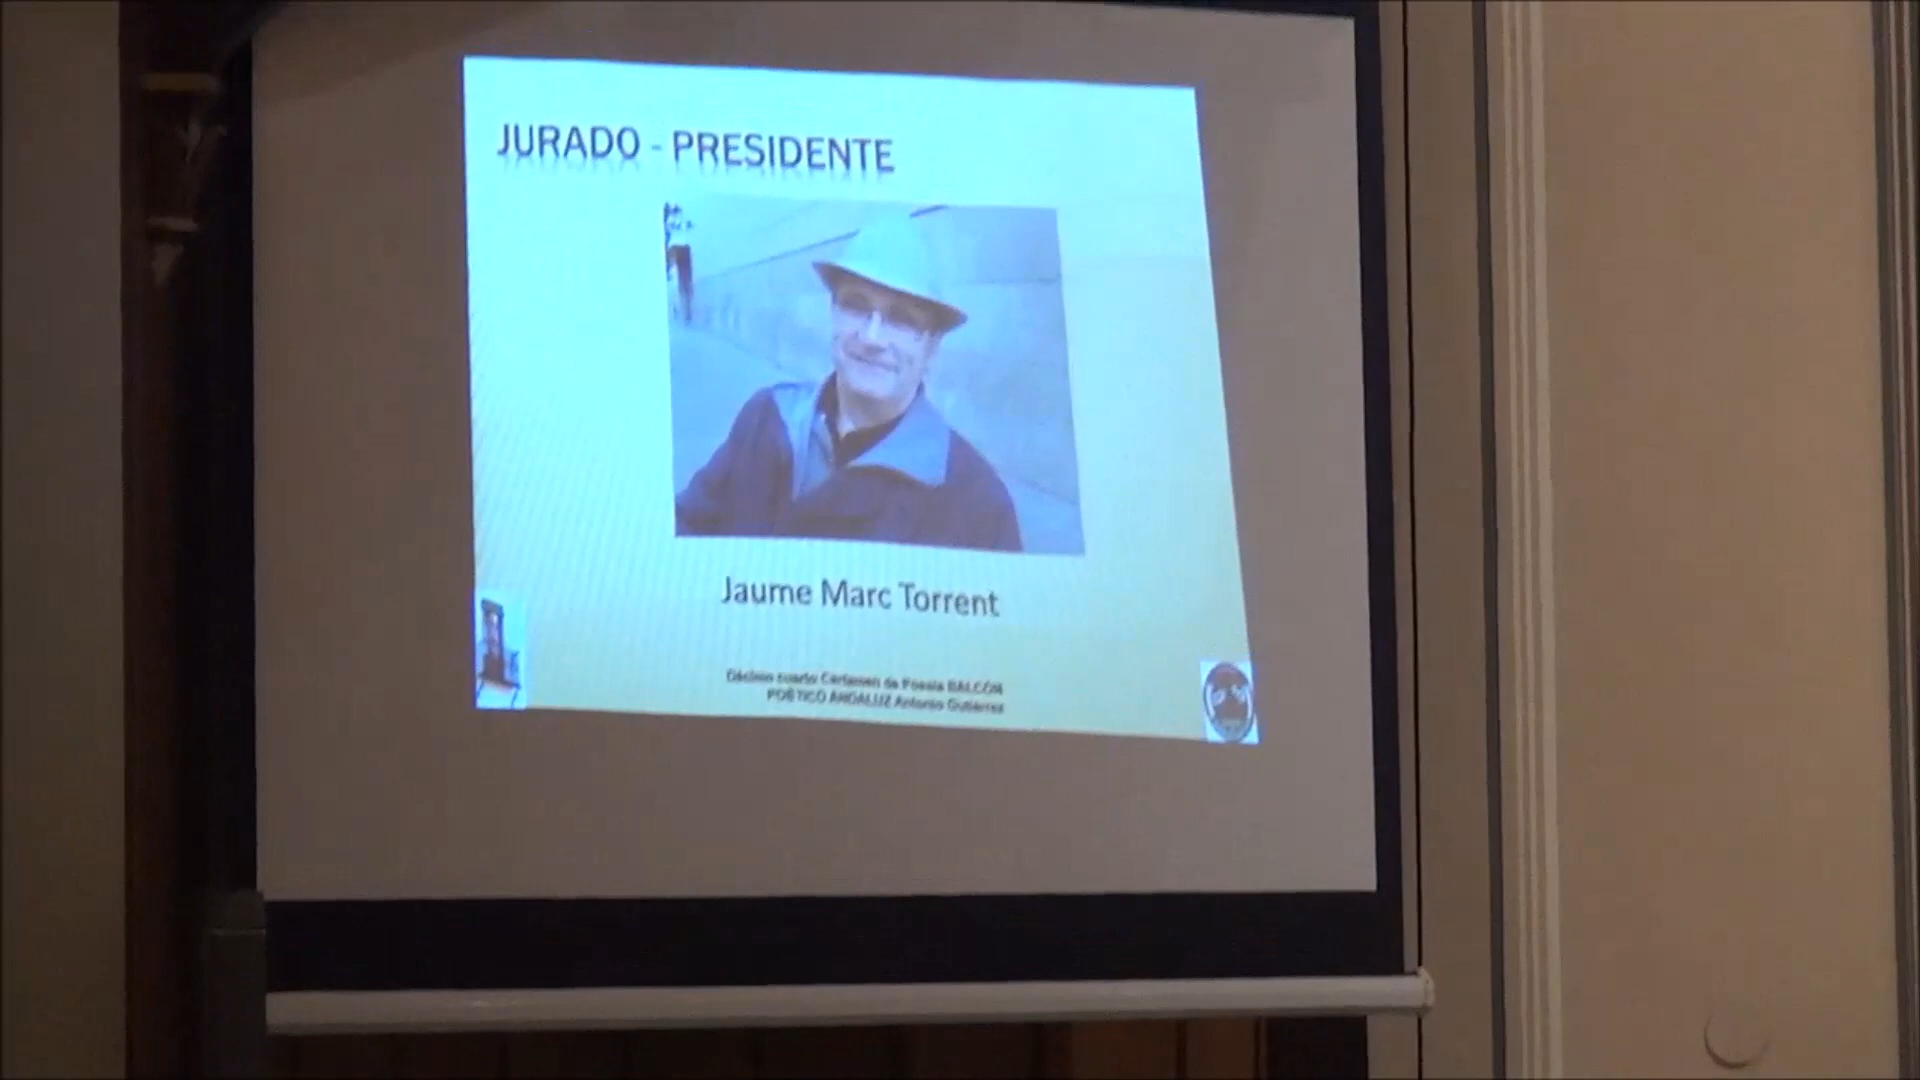 JURADO - PRESIDENTE
Jaume Marc Torrent
Décimo cuarto Certamen de Poesía BALCÓN
POÉTICO ANDALUZ Antonio Gutiérrez